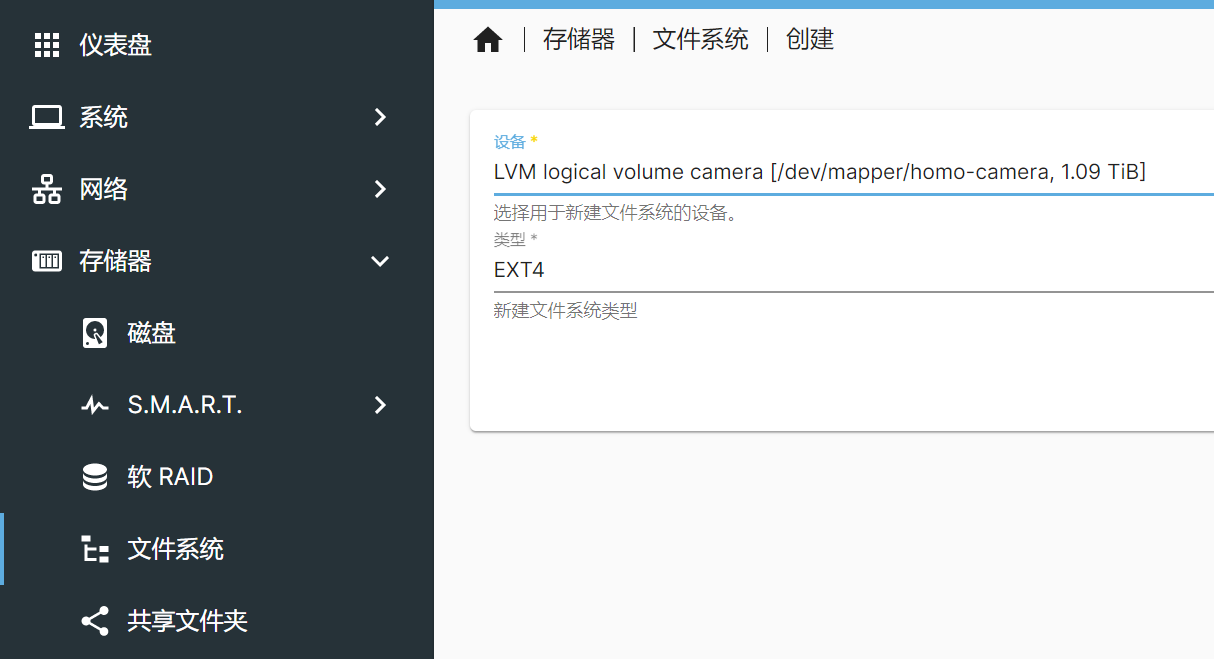 仪表盘
系统
网络
存储器
磁盘
S.M.A.R.T.
软 RAID
文件系统
共享文件夹
存储器 | 文件系统 | 创建
设备 *
LVM logical volume camera [/dev/mapper/homo-camera, 1.09 TiB]
选择用于新建文件系统的设备。
类型 *
EXT4
新建文件系统类型